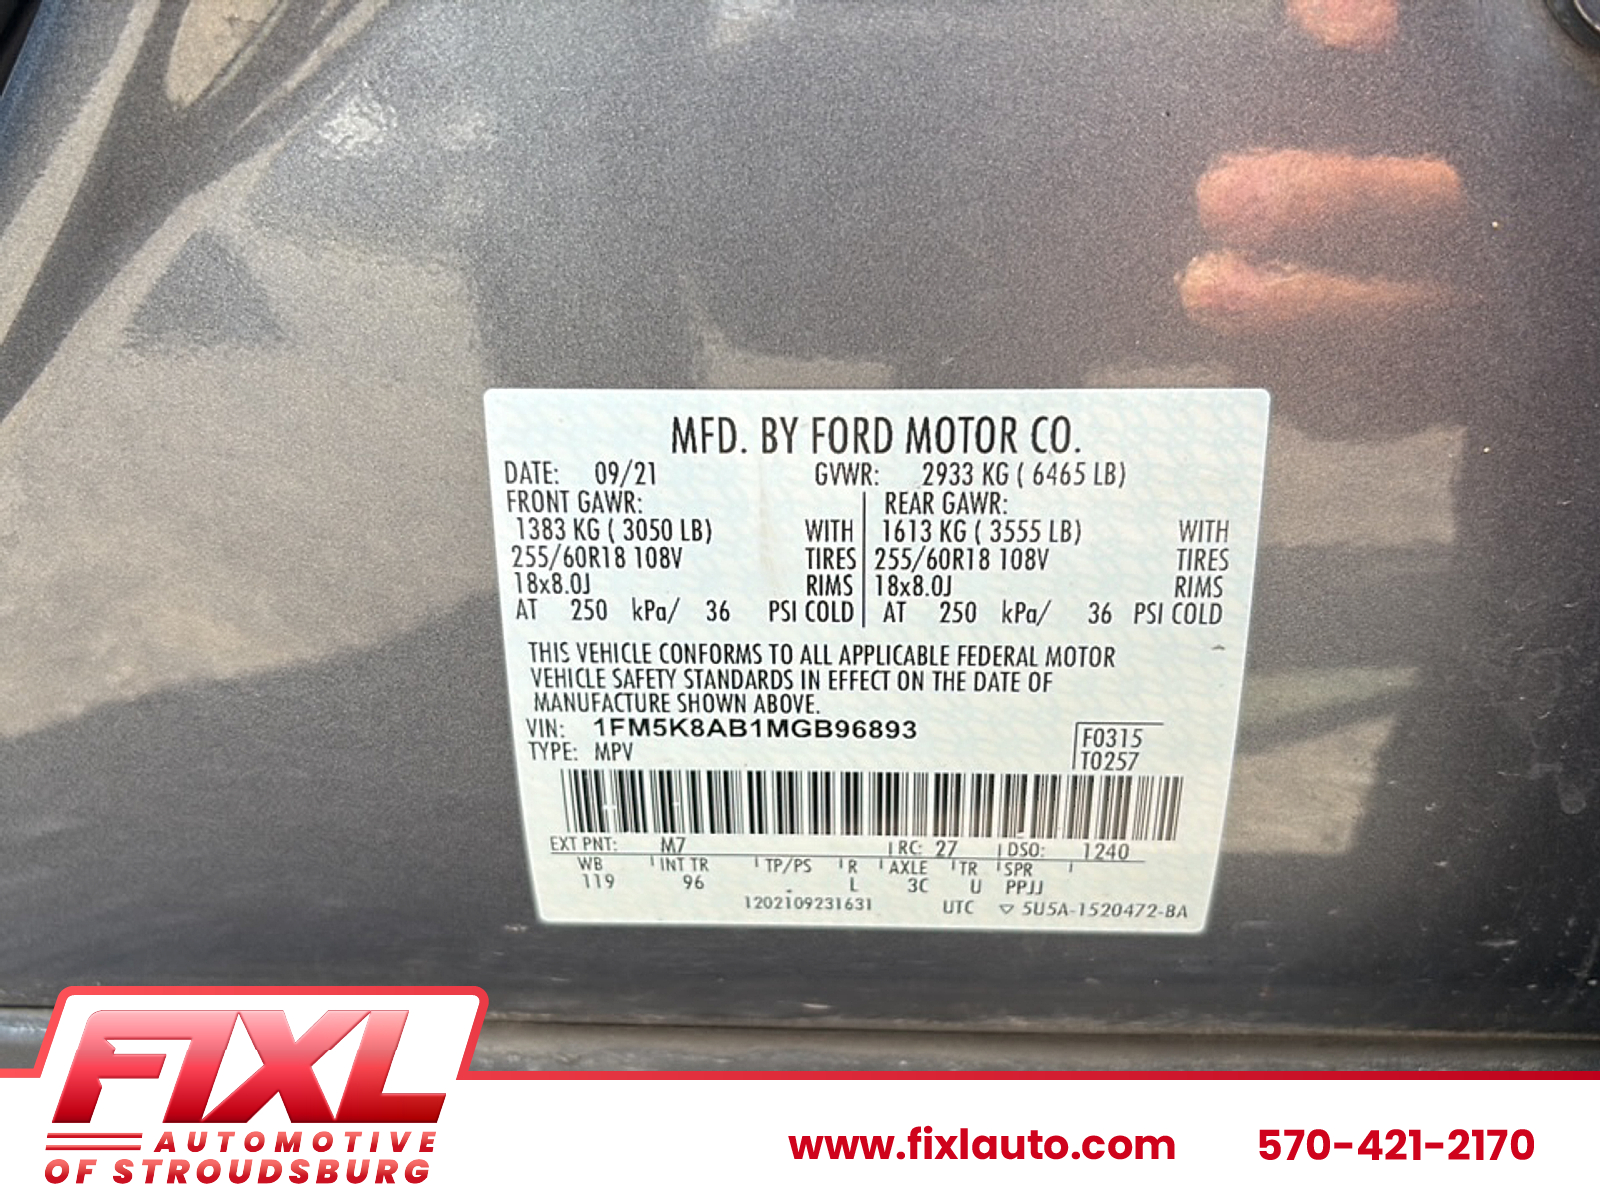 MFD. BY FORD MOTOR CO.
DATE: 09/21 GVWR: 2933 KG ( 6465 LB)
FRONT GAWR: REAR GAWR:
1383 KG ( 3050 LB) WITH 1613 KG ( 3555 LB) WITH
255/60R18 108V TIRES 255/60R18 108V TIRES
18x8.0J RIMS 18x8.0J RIMS
AT 250 kPa/ 36 PSI COLD AT 250 kPa/ 36 PSI COLD
THIS VEHICLE CONFORMS TO ALL APPLICABLE FEDERAL MOTOR
VEHICLE SAFETY STANDARDS IN EFFECT ON THE DATE OF
MANUFACTURE SHOWN ABOVE.
VIN: 1FM5K8AB1MGB96893
F0315
TYPE: MPV
T0257
EXT PNT: M7 RC: 27 DSO: 1240
WB INT TR TP/PS R AXLE TR SPR
119 96 L 3C U PPJJ
1202109231631 UTC ▽ 5U5A-1520472-BA
FIXL
AUTOMOTIVE
OF STROUDSBURG
www.fixlauto.com 570-421-2170